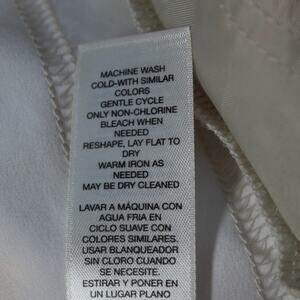 MACHINE WASH
COLD-WITH SIMILAR
COLORS
GENTLE CYCLE
ONLY NON-CHLORINE
BLEACH WHEN
NEEDED
RESHAPE, LAY FLAT TO
DRY
WARM IRON AS
NEEDED
MAY BE DRY CLEANED
LAVAR A MÁQUINA CON
AGUA FRIA EN
CICLO SUAVE CON
COLORES SIMILARES.
USAR BLANQUEADOR
SIN CLORO CUANDO
SE NECESITE.
ESTIRAR Y PONER EN
UN LUGAR PLANO